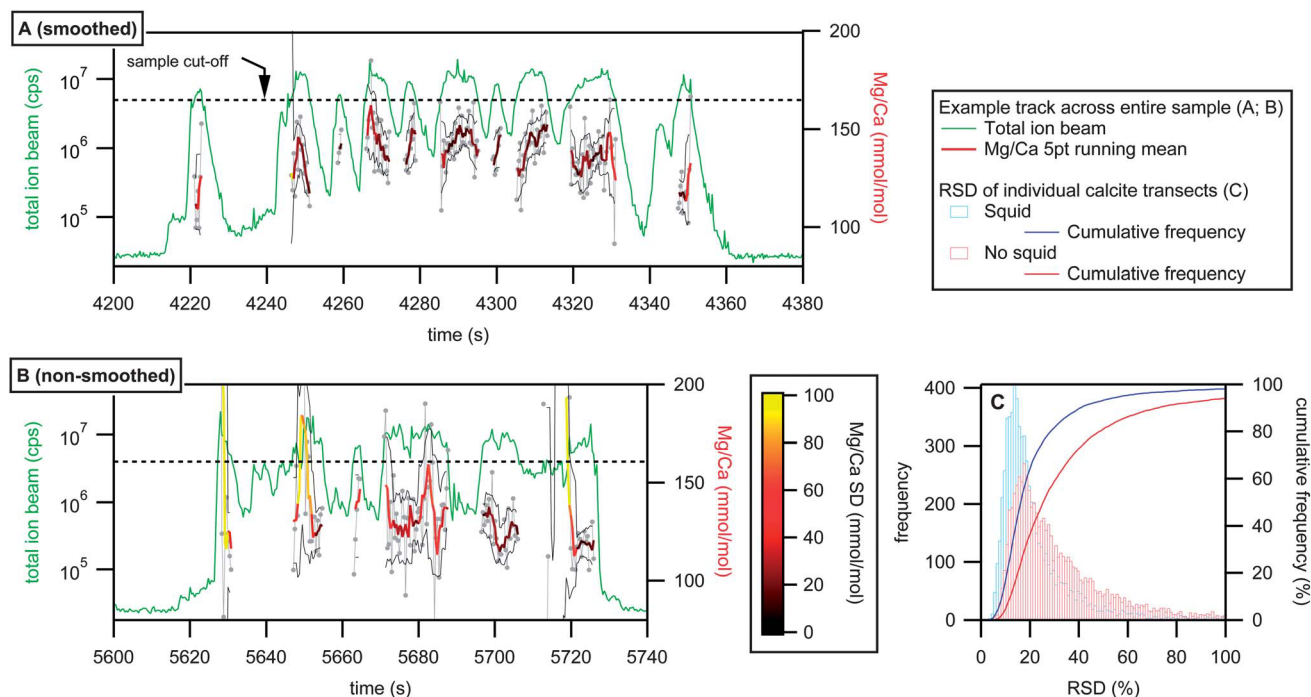 A (smoothed)
sample cut-off
total ion beam (cps)
10⁷
10⁶
10⁵
200
150
100
Mg/Ca (mmol/mol)
4200 4220 4240 4260 4280 4300 4320 4340 4360 4380
time (s)
Example track across entire sample (A; B)
Total ion beam
Mg/Ca 5pt running mean
RSD of individual calcite transects (C)
Squid
Cumulative frequency
No squid
Cumulative frequency
B (non-smoothed)
total ion beam (cps)
10⁷
10⁶
10⁵
200
150
100
Mg/Ca (mmol/mol)
5600 5620 5640 5660 5680 5700 5720 5740
time (s)
100
80
60
40
20
0
Mg/Ca SD (mmol/mol)
C
frequency
400
300
200
100
0
100
80
60
40
20
0
cumulative frequency (%)
0 20 40 60 80 100
RSD (%)